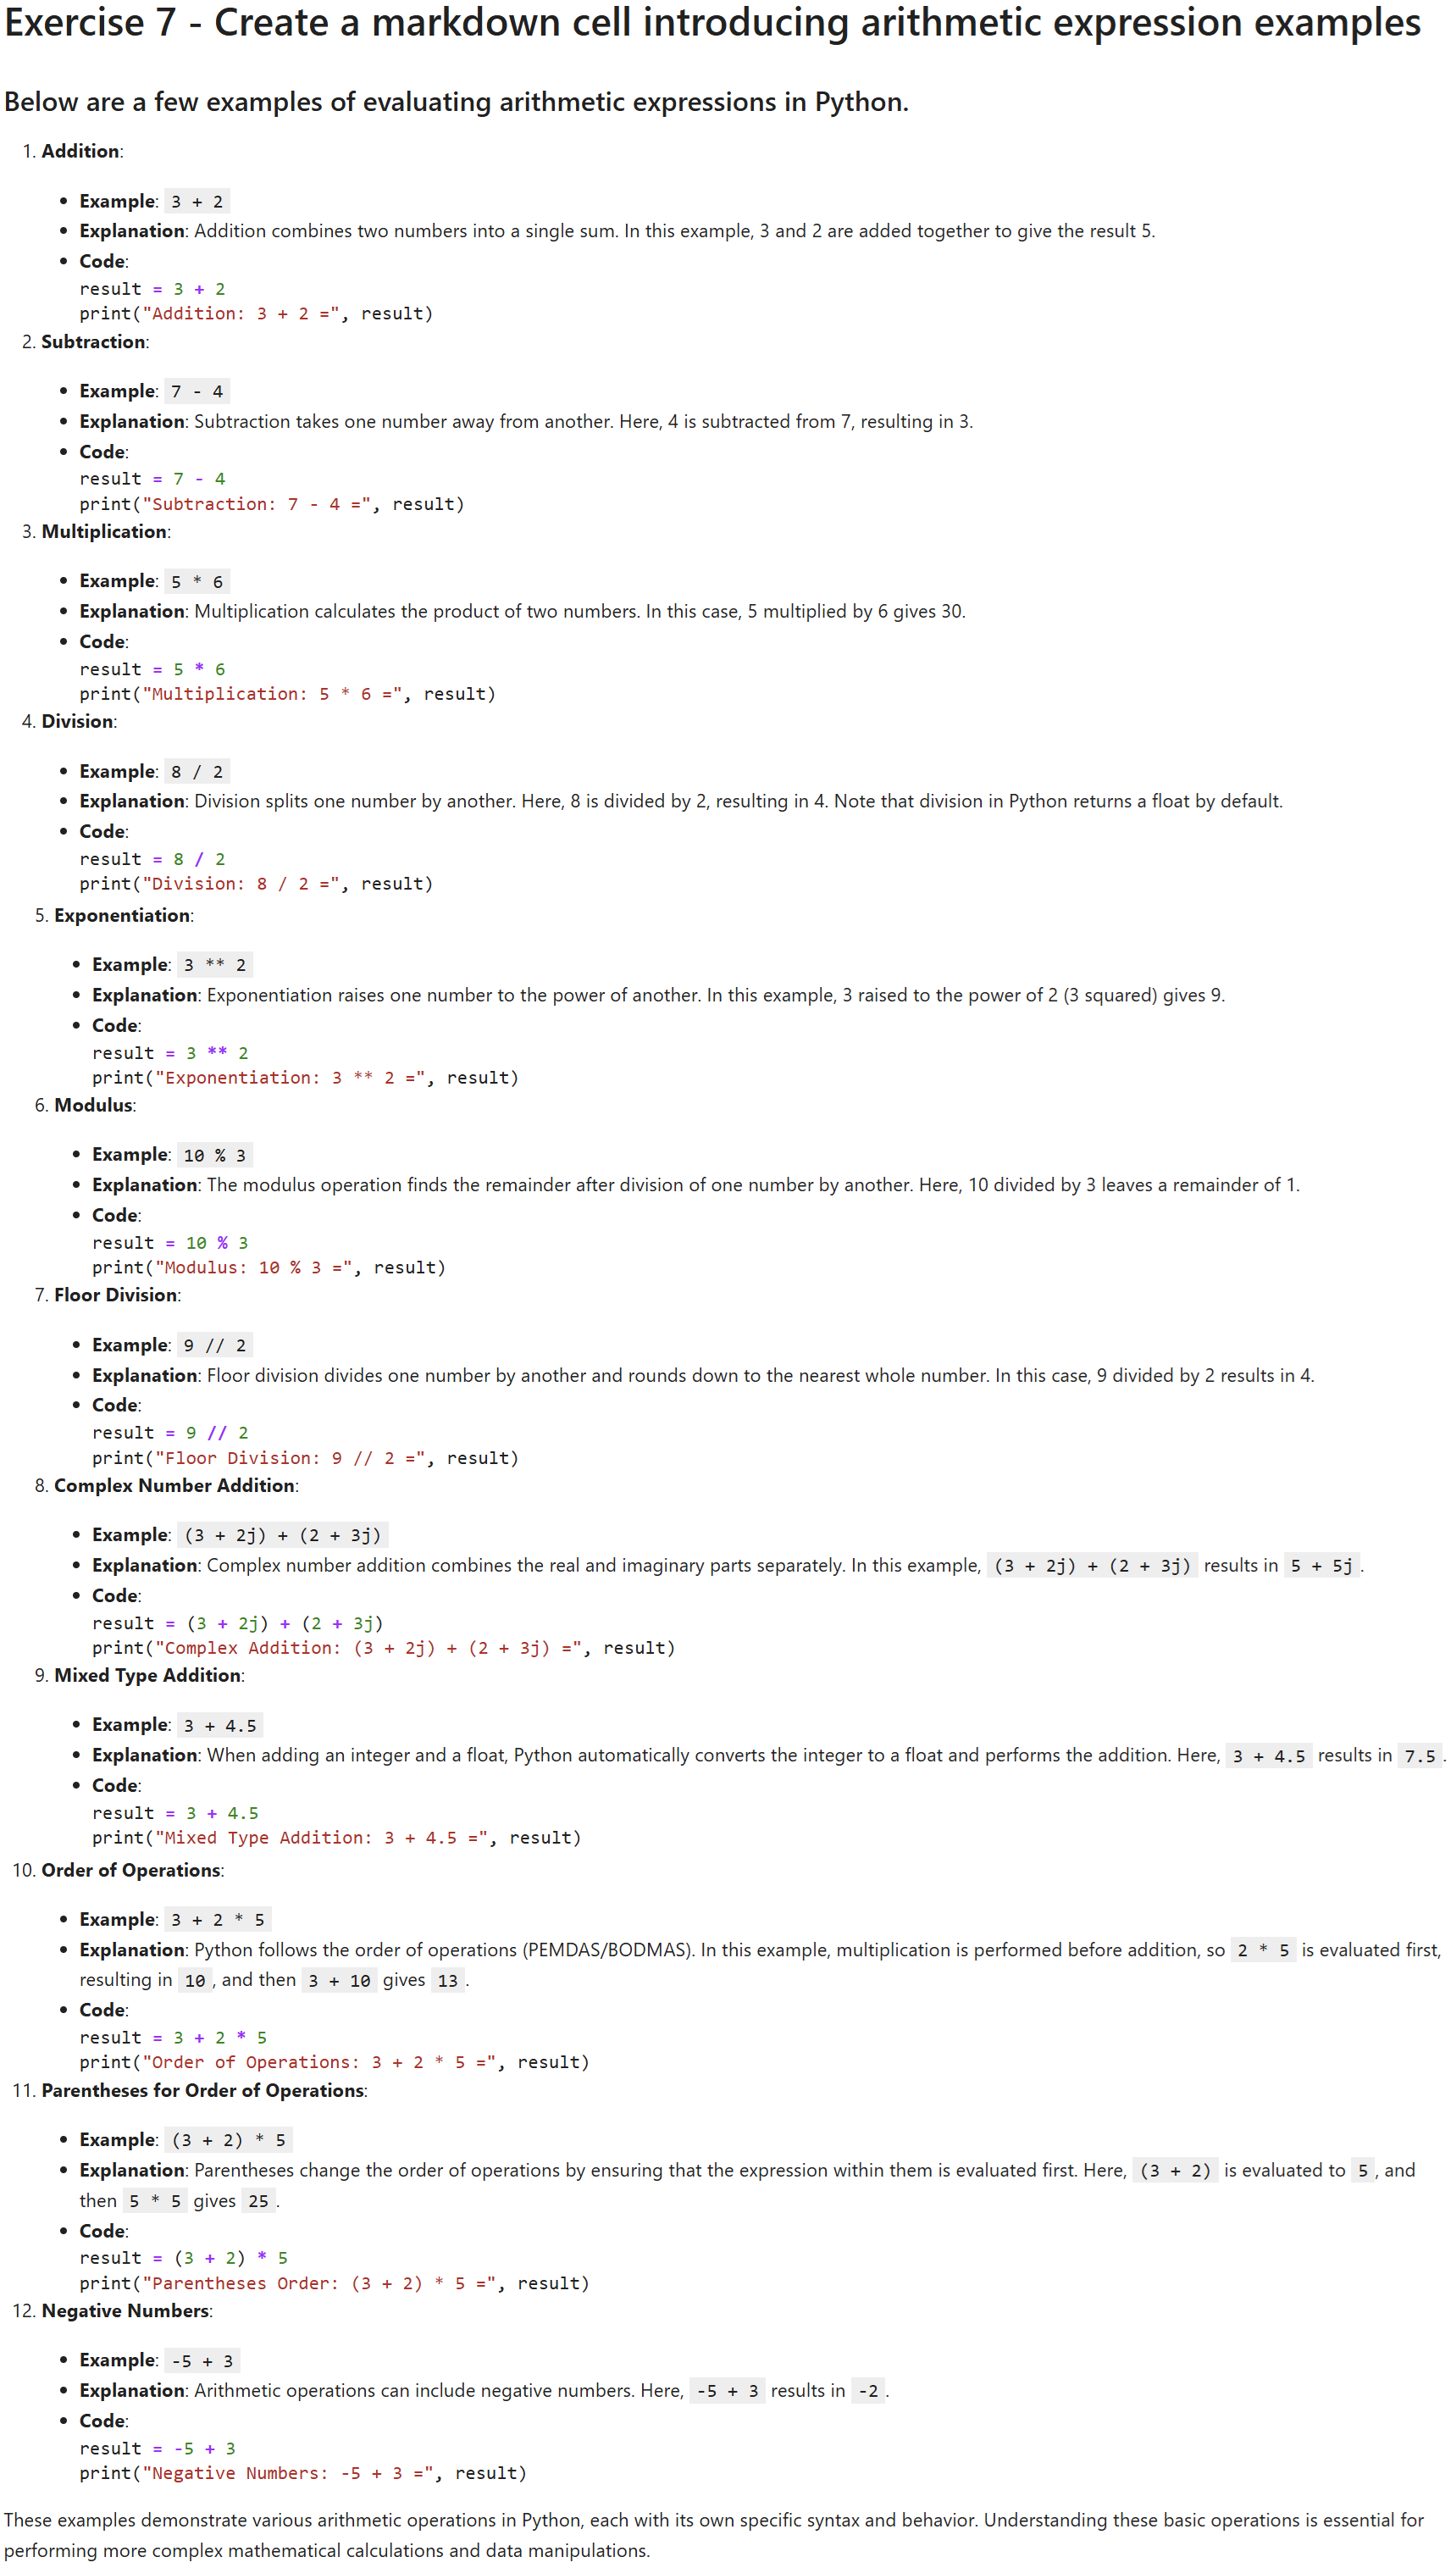 Exercise 7 - Create a markdown cell introducing arithmetic expression examples
Below are a few examples of evaluating arithmetic expressions in Python.
1. Addition:
• Example: 3 + 2
• Explanation: Addition combines two numbers into a single sum. In this example, 3 and 2 are added together to give the result 5.
• Code:
result = 3 + 2
print("Addition: 3 + 2 =", result)
2. Subtraction:
• Example: 7 - 4
• Explanation: Subtraction takes one number away from another. Here, 4 is subtracted from 7, resulting in 3.
• Code:
result = 7 - 4
print("Subtraction: 7 - 4 =", result)
3. Multiplication:
• Example: 5 * 6
• Explanation: Multiplication calculates the product of two numbers. In this case, 5 multiplied by 6 gives 30.
• Code:
result = 5 * 6
print("Multiplication: 5 * 6 =", result)
4. Division:
• Example: 8 / 2
• Explanation: Division splits one number by another. Here, 8 is divided by 2, resulting in 4. Note that division in Python returns a float by default.
• Code:
result = 8 / 2
print("Division: 8 / 2 =", result)
5. Exponentiation:
• Example: 3 ** 2
• Explanation: Exponentiation raises one number to the power of another. In this example, 3 raised to the power of 2 (3 squared) gives 9.
• Code:
result = 3 ** 2
print("Exponentiation: 3 ** 2 =", result)
6. Modulus:
• Example: 10 % 3
• Explanation: The modulus operation finds the remainder after division of one number by another. Here, 10 divided by 3 leaves a remainder of 1.
• Code:
result = 10 % 3
print("Modulus: 10 % 3 =", result)
7. Floor Division:
• Example: 9 // 2
• Explanation: Floor division divides one number by another and rounds down to the nearest whole number. In this case, 9 divided by 2 results in 4.
• Code:
result = 9 // 2
print("Floor Division: 9 // 2 =", result)
8. Complex Number Addition:
• Example: (3 + 2j) + (2 + 3j)
• Explanation: Complex number addition combines the real and imaginary parts separately. In this example, (3 + 2j) + (2 + 3j) results in 5 + 5j.
• Code:
result = (3 + 2j) + (2 + 3j)
print("Complex Addition: (3 + 2j) + (2 + 3j) =", result)
9. Mixed Type Addition:
• Example: 3 + 4.5
• Explanation: When adding an integer and a float, Python automatically converts the integer to a float and performs the addition. Here, 3 + 4.5 results in 7.5.
• Code:
result = 3 + 4.5
print("Mixed Type Addition: 3 + 4.5 =", result)
10. Order of Operations:
• Example: 3 + 2 * 5
• Explanation: Python follows the order of operations (PEMDAS/BODMAS). In this example, multiplication is performed before addition, so 2 * 5 is evaluated first,
resulting in 10, and then 3 + 10 gives 13.
• Code:
result = 3 + 2 * 5
print("Order of Operations: 3 + 2 * 5 =", result)
11. Parentheses for Order of Operations:
• Example: (3 + 2) * 5
• Explanation: Parentheses change the order of operations by ensuring that the expression within them is evaluated first. Here, (3 + 2) is evaluated to 5, and
then 5 * 5 gives 25.
• Code:
result = (3 + 2) * 5
print("Parentheses Order: (3 + 2) * 5 =", result)
12. Negative Numbers:
• Example: -5 + 3
• Explanation: Arithmetic operations can include negative numbers. Here, -5 + 3 results in -2.
• Code:
result = -5 + 3
print("Negative Numbers: -5 + 3 =", result)
These examples demonstrate various arithmetic operations in Python, each with its own specific syntax and behavior. Understanding these basic operations is essential for
performing more complex mathematical calculations and data manipulations.